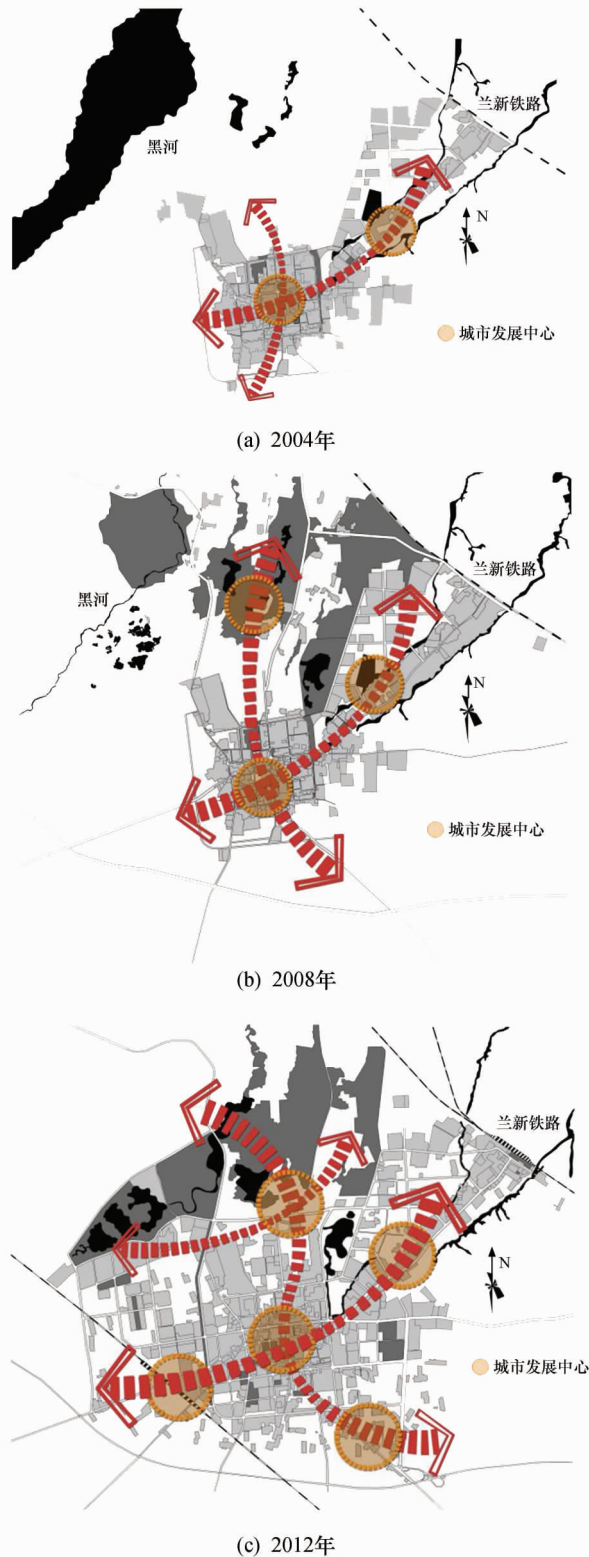 兰新铁路
黑河
N
城市发展中心
(a) 2004年
兰新铁路
黑河
N
城市发展中心
(b) 2008年
兰新铁路
N
城市发展中心
(c) 2012年